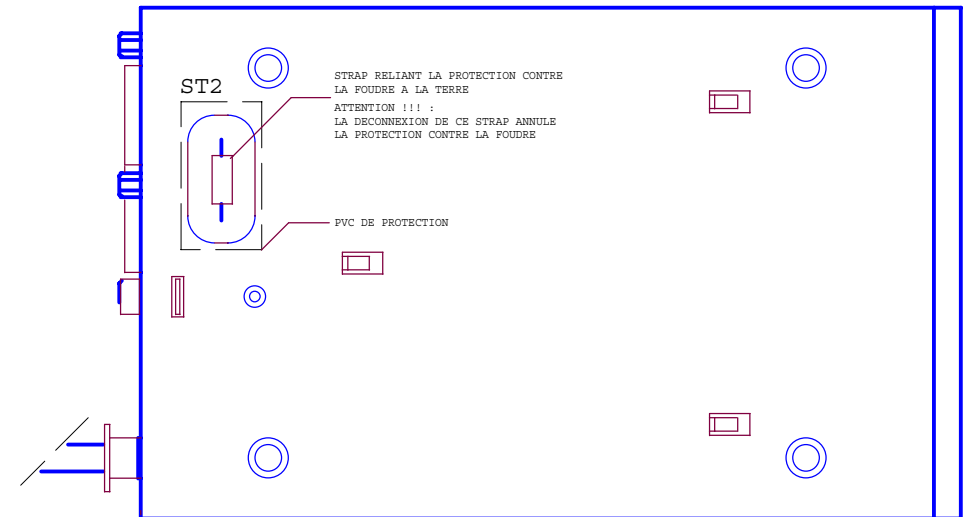 ST2
STRAP RELIANT LA PROTECTION CONTRE
LA FOUDRE A LA TERRE
ATTENTION !!! :
LA DECONNEXION DE CE STRAP ANNULE
LA PROTECTION CONTRE LA FOUDRE
PVC DE PROTECTION